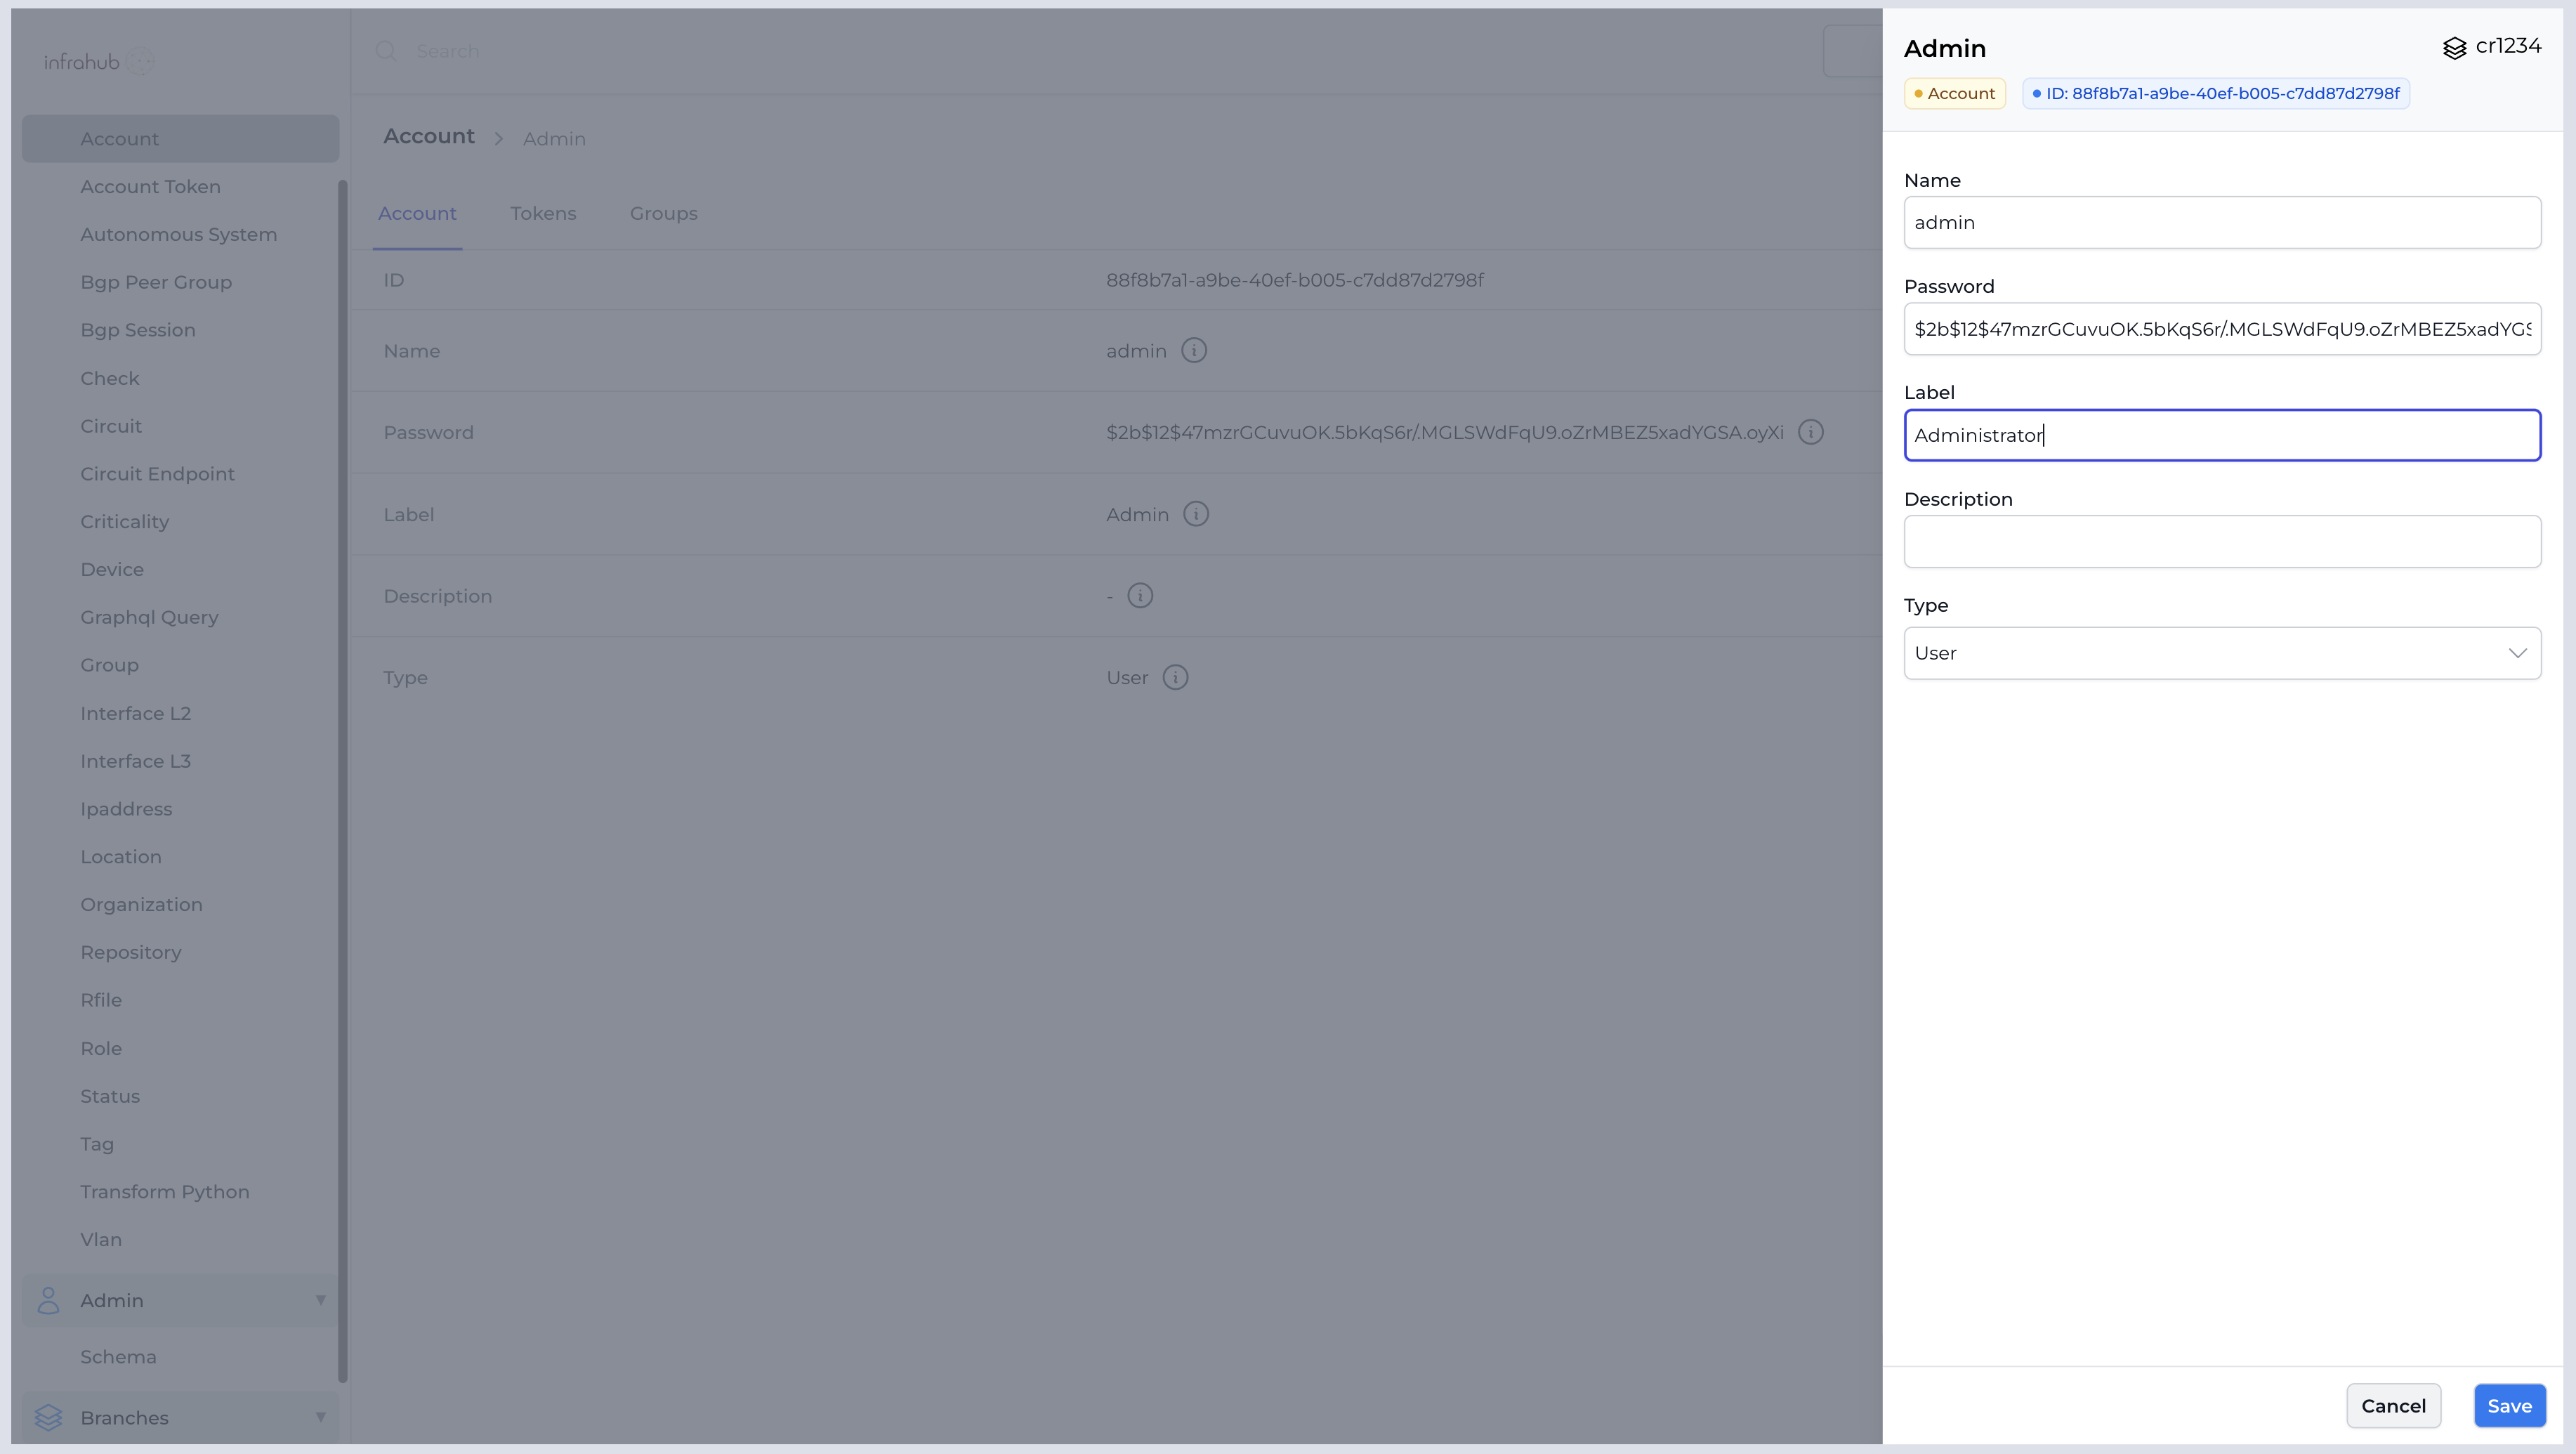 infrahub
Account
Account Token
Autonomous System
Bgp Peer Group
Bgp Session
Check
Circuit
Circuit Endpoint
Criticality
Device
Graphql Query
Group
Interface L2
Interface L3
Ipaddress
Location
Organization
Repository
Rfile
Role
Status
Tag
Transform Python
Vlan
Admin
Schema
Branches
Search
Account > Admin
Account Tokens Groups
ID 88f8b7a1-a9be-40ef-b005-c7dd87d2798f
Name admin
Password $2b$12$47mzrGCuvuOK.5bKqS6r/.MGLSWdFqU9.oZrMBEZ5xadYGSA.oyXi
Label Admin
Description -
Type User
Admin cr1234
Account ID: 88f8b7a1-a9be-40ef-b005-c7dd87d2798f
Name
admin
Password
$2b$12$47mzrGCuvuOK.5bKqS6r/.MGLSWdFqU9.oZrMBEZ5xadYGS
Label
Administrator
Description
Type
User
Cancel Save